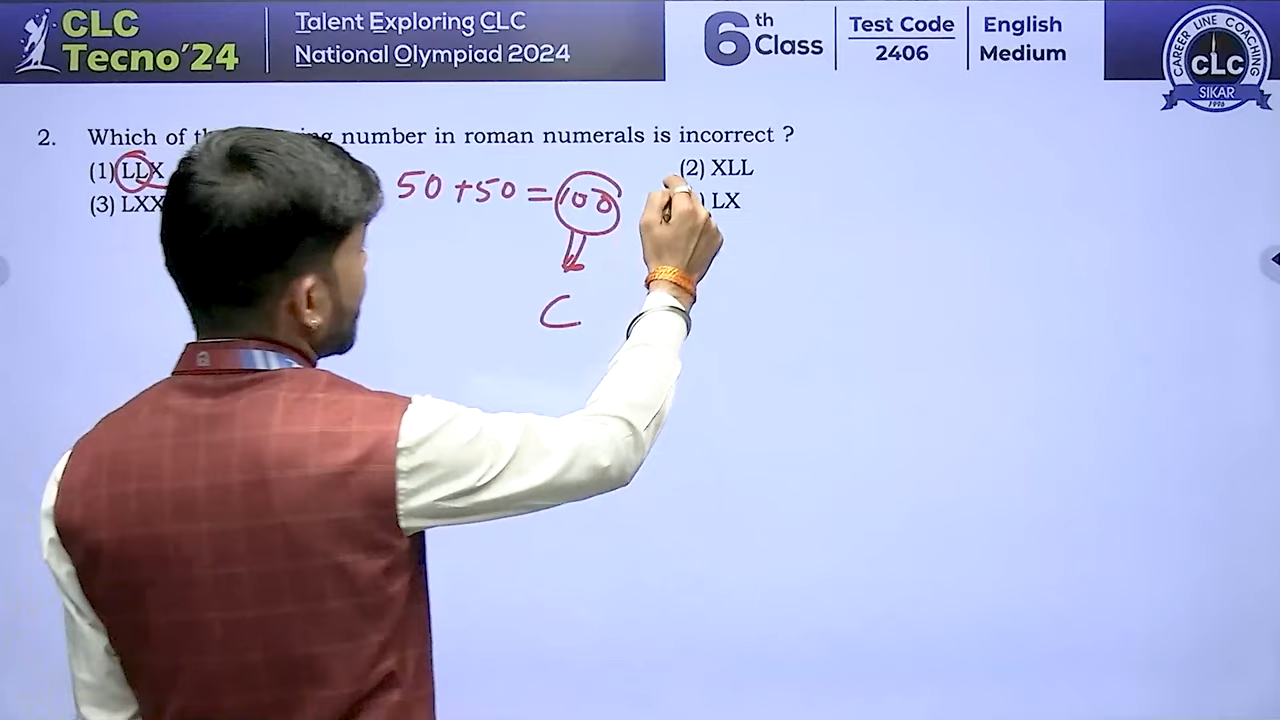 CLC
Tecno'24
Talent Exploring CLC
National Olympiad 2024
6th
Class
Test Code
2406
English
Medium
CAREER LINE COACHING
CLC
SIKAR
1996
2. Which of number in roman numerals is incorrect ?
(1) LLX
(2) XLL
(3) LXX
LX
50 + 50 = 100
C